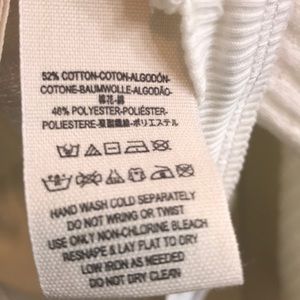 52% COTTON-COTON-ALGODÓN-
COTONE-BAUMWOLLE-ALGODÃO-
棉花-綿
48% POLYESTER-POLIÉSTER-
POLIESTERE-聚酯纖維-ポリエステル
HAND WASH COLD SEPARATELY
DO NOT WRING OR TWIST
USE ONLY NON-CHLORINE BLEACH
RESHAPE & LAY FLAT TO DRY
LOW IRON AS NEEDED
DO NOT DRY CLEAN